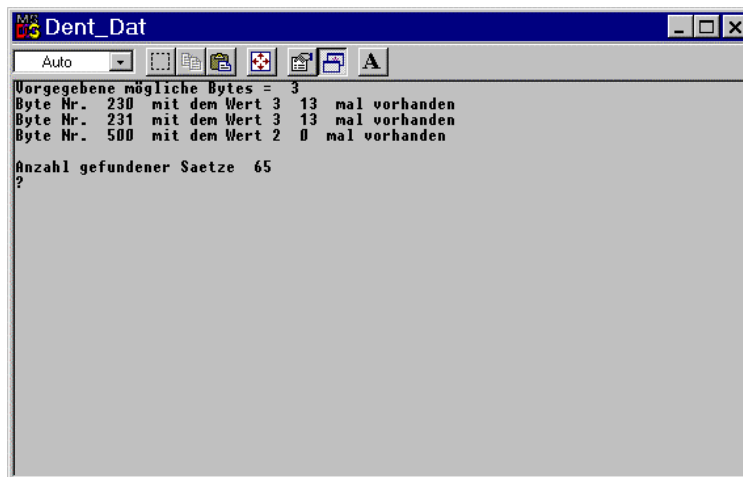 Dent_Dat
Auto
A
Vorgegebene mögliche Bytes = 3
Byte Nr. 230 mit dem Wert 3 13 mal vorhanden
Byte Nr. 231 mit dem Wert 3 13 mal vorhanden
Byte Nr. 500 mit dem Wert 2 0 mal vorhanden
Anzahl gefundener Saetze 65
?